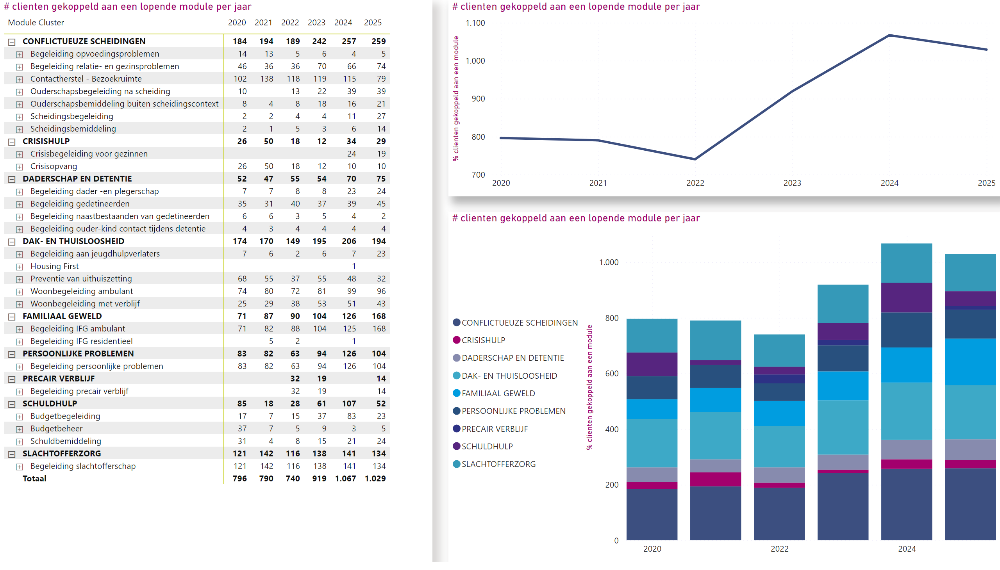 # clienten gekoppeld aan een lopende module per jaar
Module Cluster 2020 2021 2022 2023 2024 2025
CONFLICTUEUZE SCHEIDINGEN 184 194 189 242 257 259
Begeleiding opvoedingsproblemen 14 13 5 6 4 5
Begeleiding relatie- en gezinsproblemen 46 36 36 70 66 74
Contactherstel - Bezoekruimte 102 138 118 119 115 79
Ouderschapsbegeleiding na scheiding 10 13 22 39 39
Ouderschapsbemiddeling buiten scheidingscontext 8 4 8 18 16 21
Scheidingsbegeleiding 2 2 4 4 11 27
Scheidingsbemiddeling 2 1 5 3 6 14
CRISISHULP 26 50 18 12 34 29
Crisisbegeleiding voor gezinnen 24 19
Crisisopvang 26 50 18 12 10 10
DADERSCHAP EN DETENTIE 52 47 55 54 70 75
Begeleiding dader -en plegerschap 7 7 8 8 23 24
Begeleiding gedetineerden 35 31 40 37 39 45
Begeleiding naastbestaanden van gedetineerden 6 6 3 5 4 2
Begeleiding ouder-kind contact tijdens detentie 4 3 4 4 4 4
DAK- EN THUISLOOSHEID 174 170 149 195 206 194
Begeleiding aan jeugdhulpverlaters 7 6 2 6 7 23
Housing First 1
Preventie van uithuiszetting 68 55 37 55 48 32
Woonbegeleiding ambulant 74 80 72 81 99 96
Woonbegeleiding met verblijf 25 29 38 53 51 43
FAMILIAAL GEWELD 71 87 90 104 126 168
Begeleiding IFG ambulant 71 82 88 104 125 168
Begeleiding IFG residentieel 5 2 1
PERSOONLIJKE PROBLEMEN 83 82 63 94 126 104
Begeleiding persoonlijke problemen 83 82 63 94 126 104
PRECAIR VERBLIJF 32 19 14
Begeleiding precair verblijf 32 19 14
SCHULDHULP 85 18 28 61 107 52
Budgetbegeleiding 17 7 15 37 83 23
Budgetbeheer 37 7 5 9 3 5
Schuldbemiddeling 31 4 8 15 21 24
SLACHTOFFERZORG 121 142 116 138 141 134
Begeleiding slachtofferschap 121 142 116 138 141 134
Totaal 796 790 740 919 1.067 1.029
# clienten gekoppeld aan een lopende module per jaar
% clienten gekoppeld aan een module
1.100
1.000
900
800
700
2020 2021 2022 2023 2024 2025
# clienten gekoppeld aan een lopende module per jaar
CONFLICTUEUZE SCHEIDINGEN
CRISISHULP
DADERSCHAP EN DETENTIE
DAK- EN THUISLOOSHEID
FAMILIAAL GEWELD
PERSOONLIJKE PROBLEMEN
PRECAIR VERBLIJF
SCHULDHULP
SLACHTOFFERZORG
% clienten gekoppeld aan een module
1.000
800
600
400
200
0
2020 2022 2024